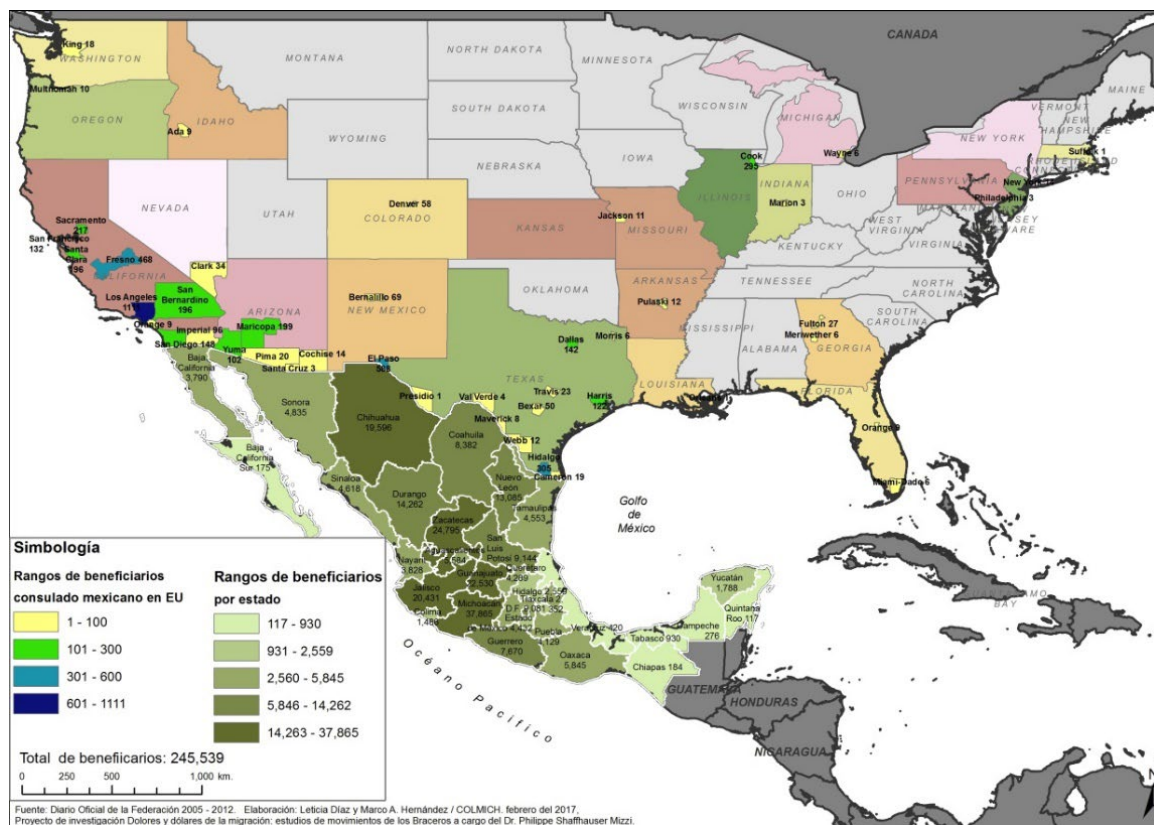 CANADA
King 18
WASHINGTON
MONTANA
NORTH DAKOTA
MINNESOTA
MAINE
VERMONT
NEW
HAMPSHIRE
Multnomah 10
OREGON
IDAHO
Ada 9
SOUTH DAKOTA
WISCONSIN
MICHIGAN
NEW YORK
WYOMING
Wayne 6
IOWA
NEBRASKA
Cook
295
PENNSYLVANIA
Philadelphia 3
NEVADA
UTAH
Denver 58
COLORADO
ILLINOIS
INDIANA
Marion 3
OHIO
Sacramento
217
San Francisco
132
Santa
Clara
196
Fresno 468
CALIFORNIA
Jackson 11
KANSAS
MISSOURI
WEST
VIRGINIA
VIRGINIA
KENTUCKY
Clark 34
San
Bernardino
196
Los Angeles
ARIZONA
Bernalillo 69
NEW MEXICO
OKLAHOMA
ARKANSAS
Pulaski 12
TENNESSEE
NORTH
CAROLINA
SOUTH
CAROLINA
Orange 9
Imperial 96
Maricopa 199
San Diego 148
Yuma
102
Pima 20
Cochise 14
Santa Cruz 3
El Paso
Dallas
142
Morris 6
MISSISSIPPI
ALABAMA
Fulton 27
Meriwether 6
GEORGIA
Baja
California
3,790
Sonora
4,835
Chihuahua
19,596
Presidio 1
TEXAS
Val Verde 4
Travis 23
Bexar 50
Harris
122
LOUISIANA
FLORIDA
Maverick 8
Coahuila
8,382
Webb 12
Hidalgo
305
Cameron 19
Miami-Dade 6
Baja
California
Sur 175
Sinaloa
4,618
Durango
14,262
Nuevo
León
13,085
Tamaulipas
4,553
Golfo
de
México
Zacatecas
24,795
San
Luis
Potosí 9,144
Nayarit
3,828
Jalisco
20,431
Colima
Michoacán
37,865
Veracruz 420
Puebla
Guerrero
7,670
Oaxaca
5,845
Tabasco 930
Chiapas 184
Campeche
276
Yucatán
1,788
Quintana
Roo 117
BAY
GUATEMALA
HONDURAS
NICARAGUA
Océano Pacífico
Simbología
Rangos de beneficiarios
consulado mexicano en EU
1 - 100
101 - 300
301 - 600
601 - 1111
Rangos de beneficiarios
por estado
117 - 930
931 - 2,559
2,560 - 5,845
5,846 - 14,262
14,263 - 37,865
Total de beneficiarios: 245,539
0 250 500 1,000 km.
Fuente: Diario Oficial de la Federación 2005 - 2012. Elaboración: Leticia Díaz y Marco A. Hernández / COLMICH. febrero del 2017,
Proyecto de investigación Dolores y dólares de la migración: estudios de movimientos de los Braceros a cargo del Dr. Philippe Shaffhauser Mizzi.